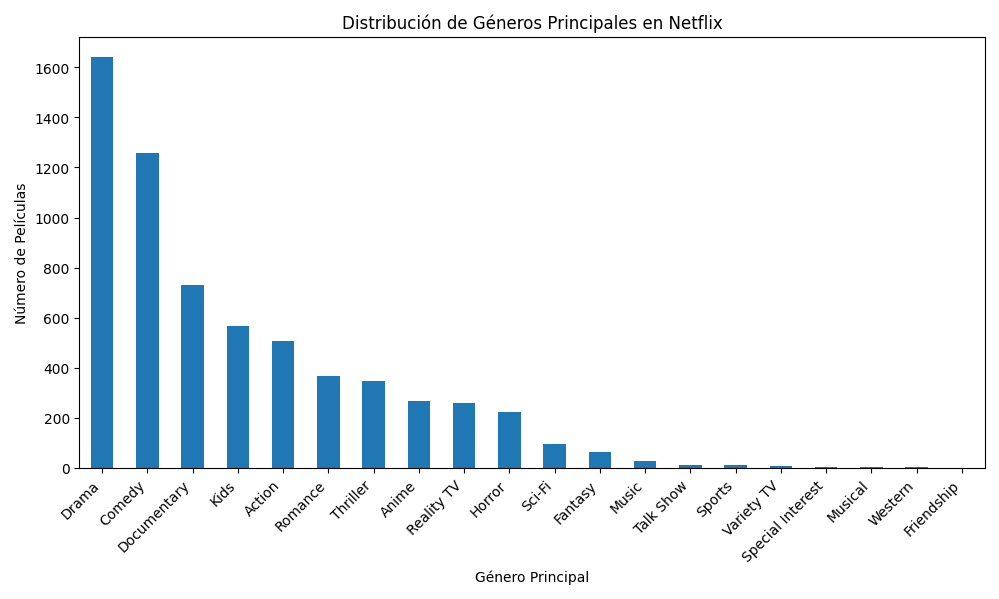 Distribución de Géneros Principales en Netflix
Número de Películas
1600
1400
1200
1000
800
600
400
200
0
Drama
Comedy
Documentary
Kids
Action
Romance
Thriller
Anime
Reality TV
Horror
Sci-Fi
Fantasy
Music
Talk Show
Sports
Variety TV
Special Interest
Musical
Western
Friendship
Género Principal